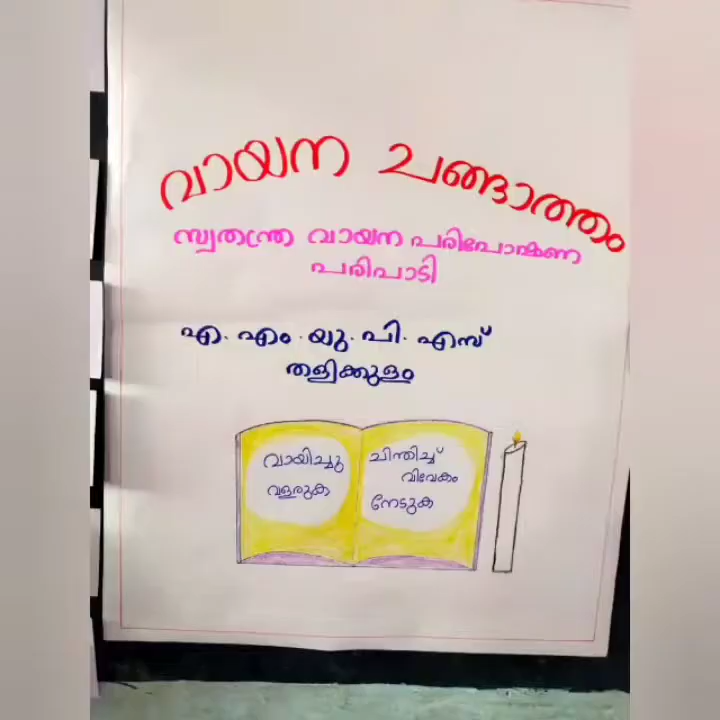 വായന ചങ്ങാത്തം
സ്വതന്ത്ര വായന പരിപോഷണ
പരിപാടി
എ. എം. യു. പി. എസ്
തളിക്കുളം
വായിച്ചു
വളരുക
ചിന്തിച്ച്
വിവേകം
നേടുക